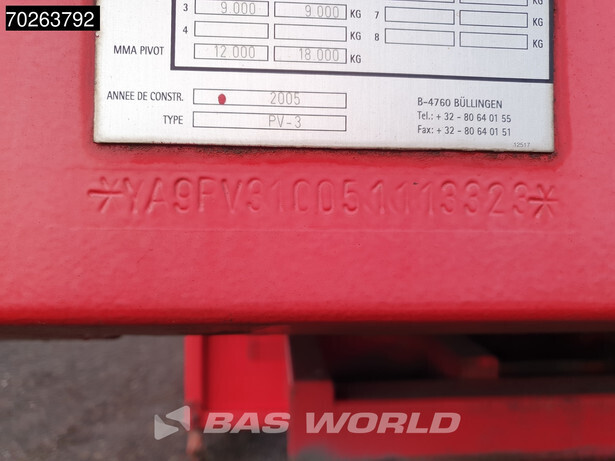 70263792
3 9.000 9.000 KG 7 KG
4 KG 8 KG
MMA PIVOT 12.000 18.000 KG
ANNEE DE CONSTR. 2005
TYPE PV-3
B-4760 BÜLLINGEN
Tel.: + 32 - 80 64 01 55
Fax: + 32 - 80 64 01 51
12517
*YA9PV31C051113323*
BAS WORLD